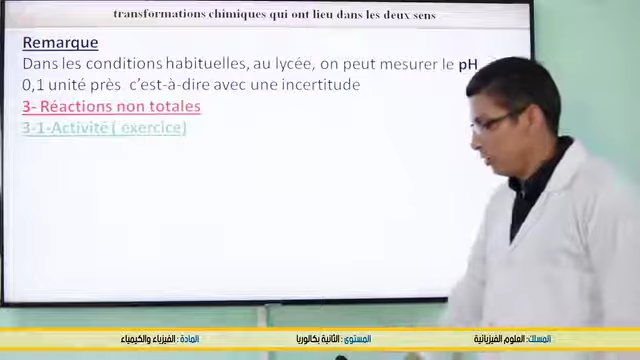 transformations chimiques qui ont lieu dans les deux sens
Remarque
Dans les conditions habituelles, au lycée, on peut mesurer le pH
0,1 unité près c’est-à-dire avec une incertitude
3- Réactions non totales
3-1-Activité ( exercice)
المسلك: العلوم الفيزيائية
المستوى: الثانية بكالوريا
المادة: الفيزياء والكيمياء